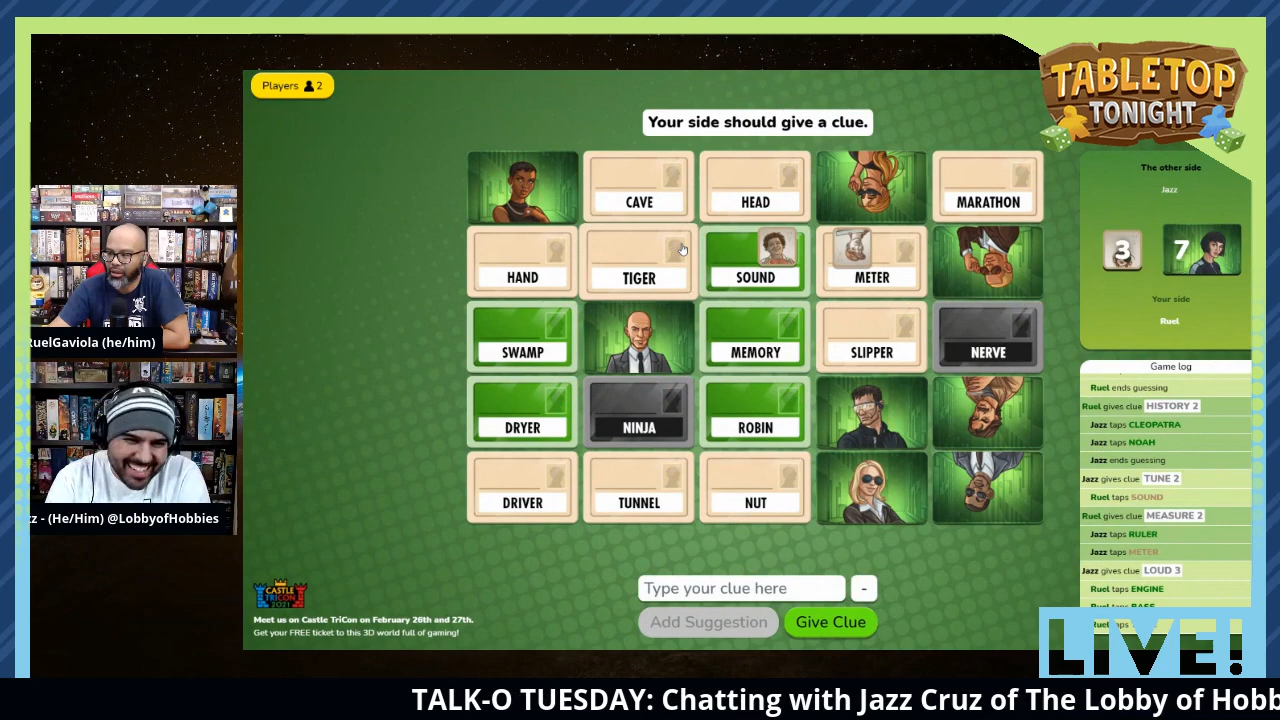 TABLETOP
TONIGHT
Players 2
Your side should give a clue.
CAVE
HEAD
MARATHON
HAND
TIGER
SOUND
METER
SWAMP
MEMORY
SLIPPER
NERVE
DRYER
NINJA
ROBIN
DRIVER
TUNNEL
NUT
The other side
Jazz
3
7
Your side
Ruel
Game log
Ruel ends guessing
Ruel gives clue HISTORY 2
Jazz taps CLEOPATRA
Jazz taps NOAH
Jazz ends guessing
Jazz gives clue TUNE 2
Ruel taps SOUND
Ruel gives clue MEASURE 2
Jazz taps RULER
Jazz taps METER
Jazz gives clue LOUD 3
Ruel taps ENGINE
RuelGaviola (he/him)
zz - (He/Him) @LobbyofHobbies
CASTLE
TRICON
2021
Meet us on Castle TriCon on February 26th and 27th.
Get your FREE ticket to this 3D world full of gaming!
Type your clue here
-
Add Suggestion
Give Clue
LIVE!
TALK-O TUESDAY: Chatting with Jazz Cruz of The Lobby of Hobb